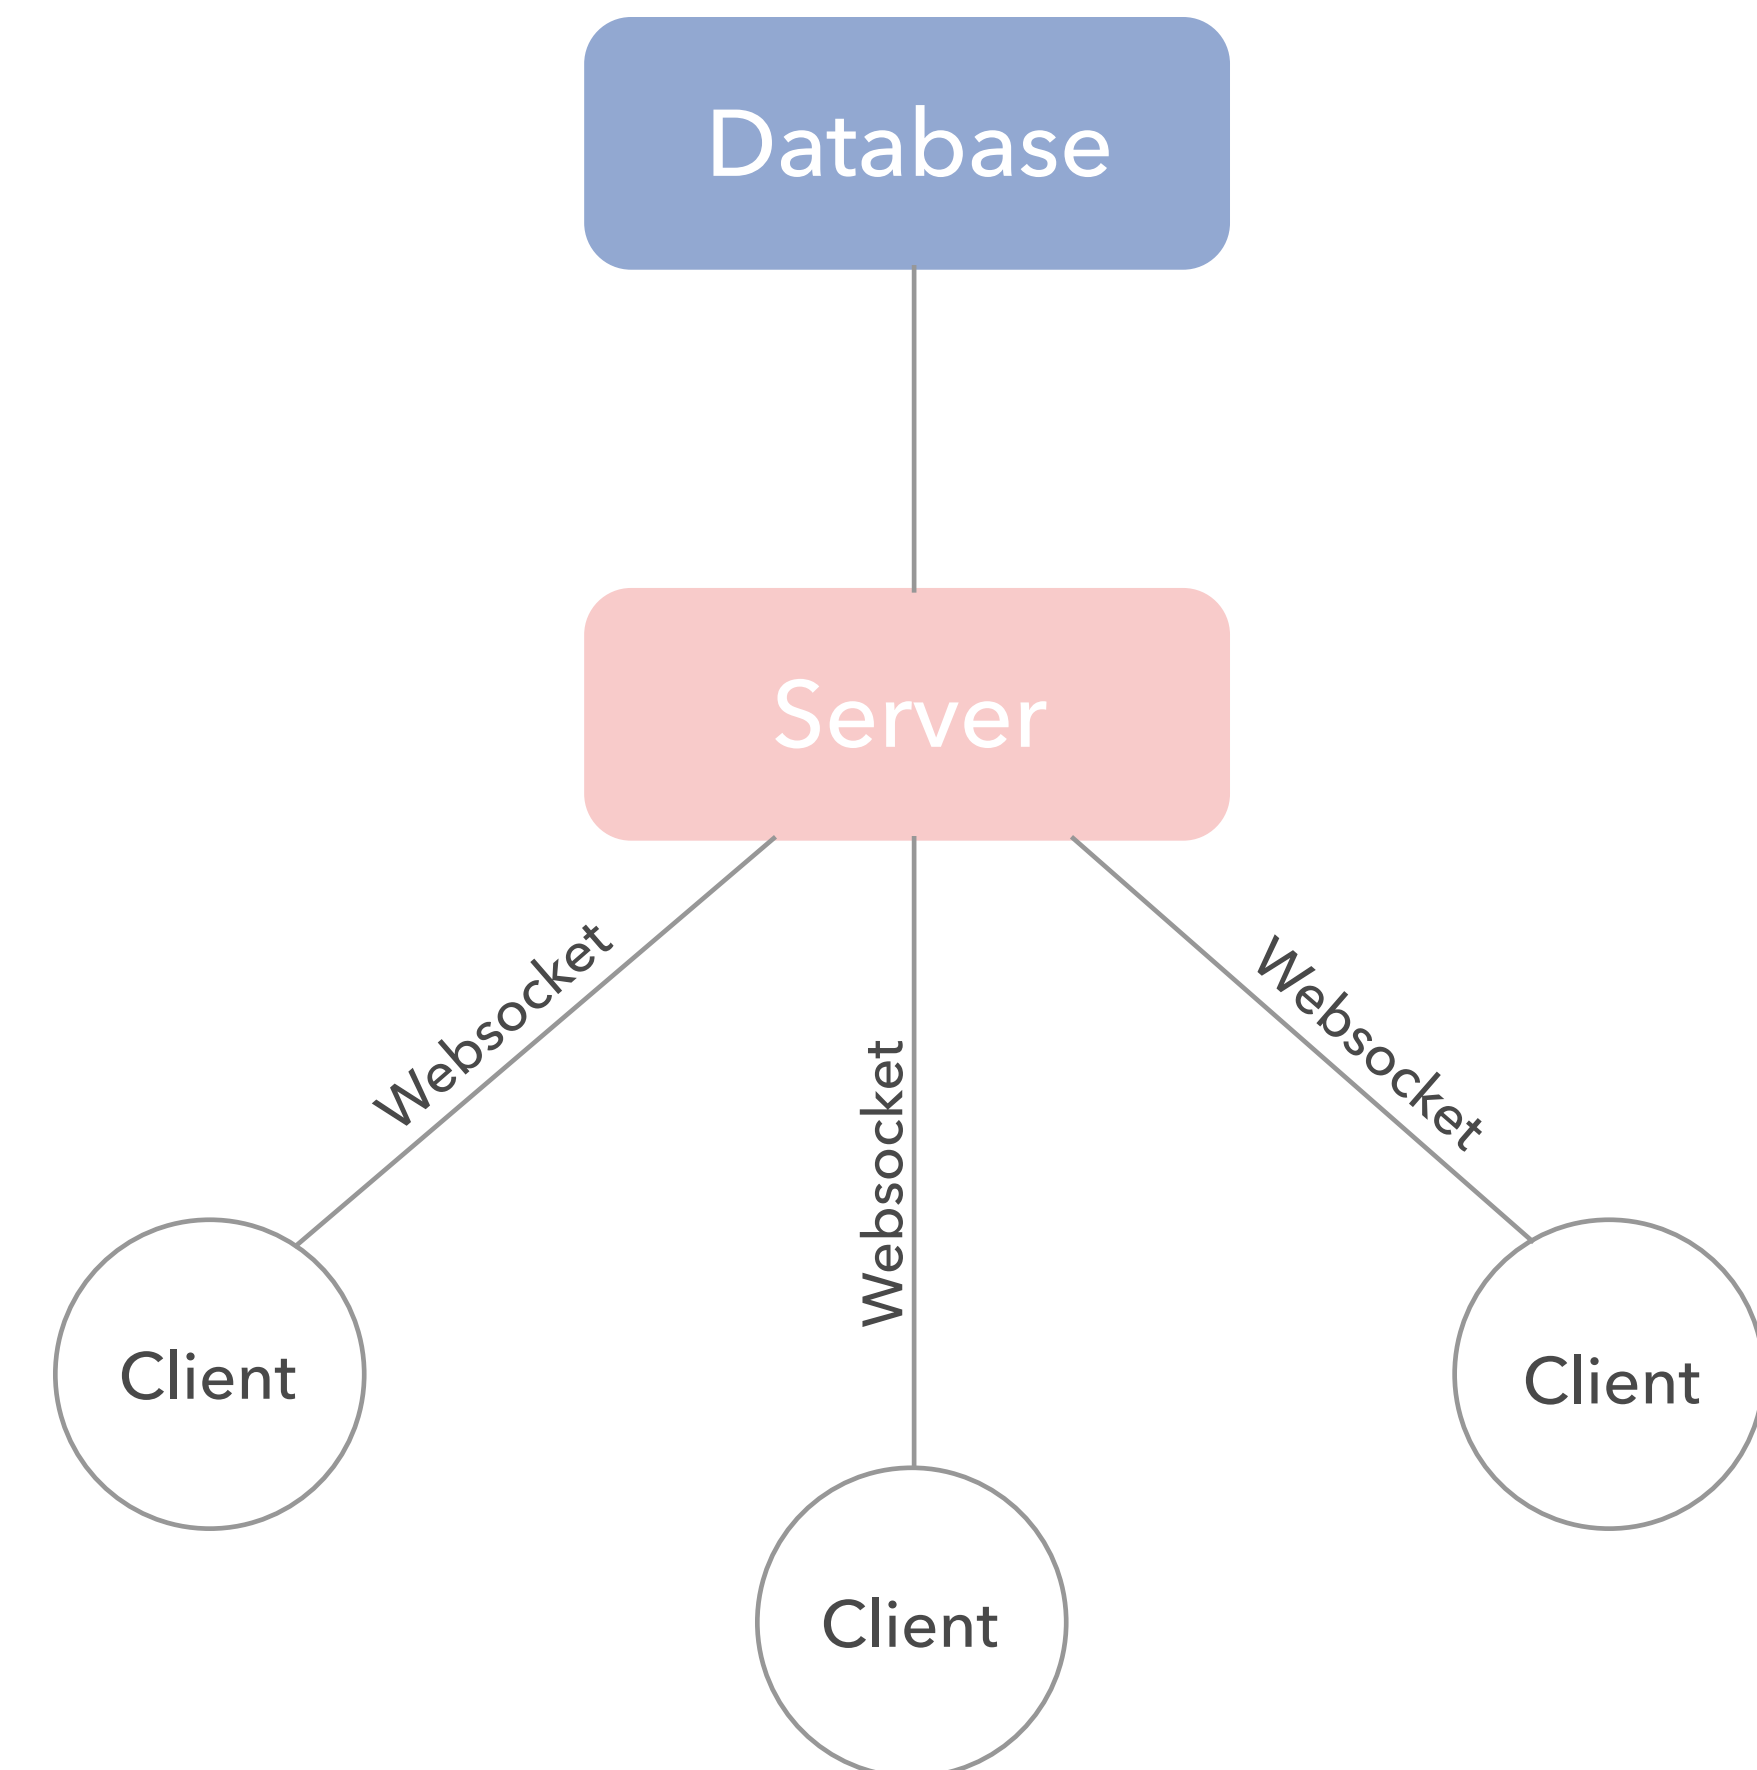 Database
Server
Websocket
Websocket
Websocket
Client
Client
Client